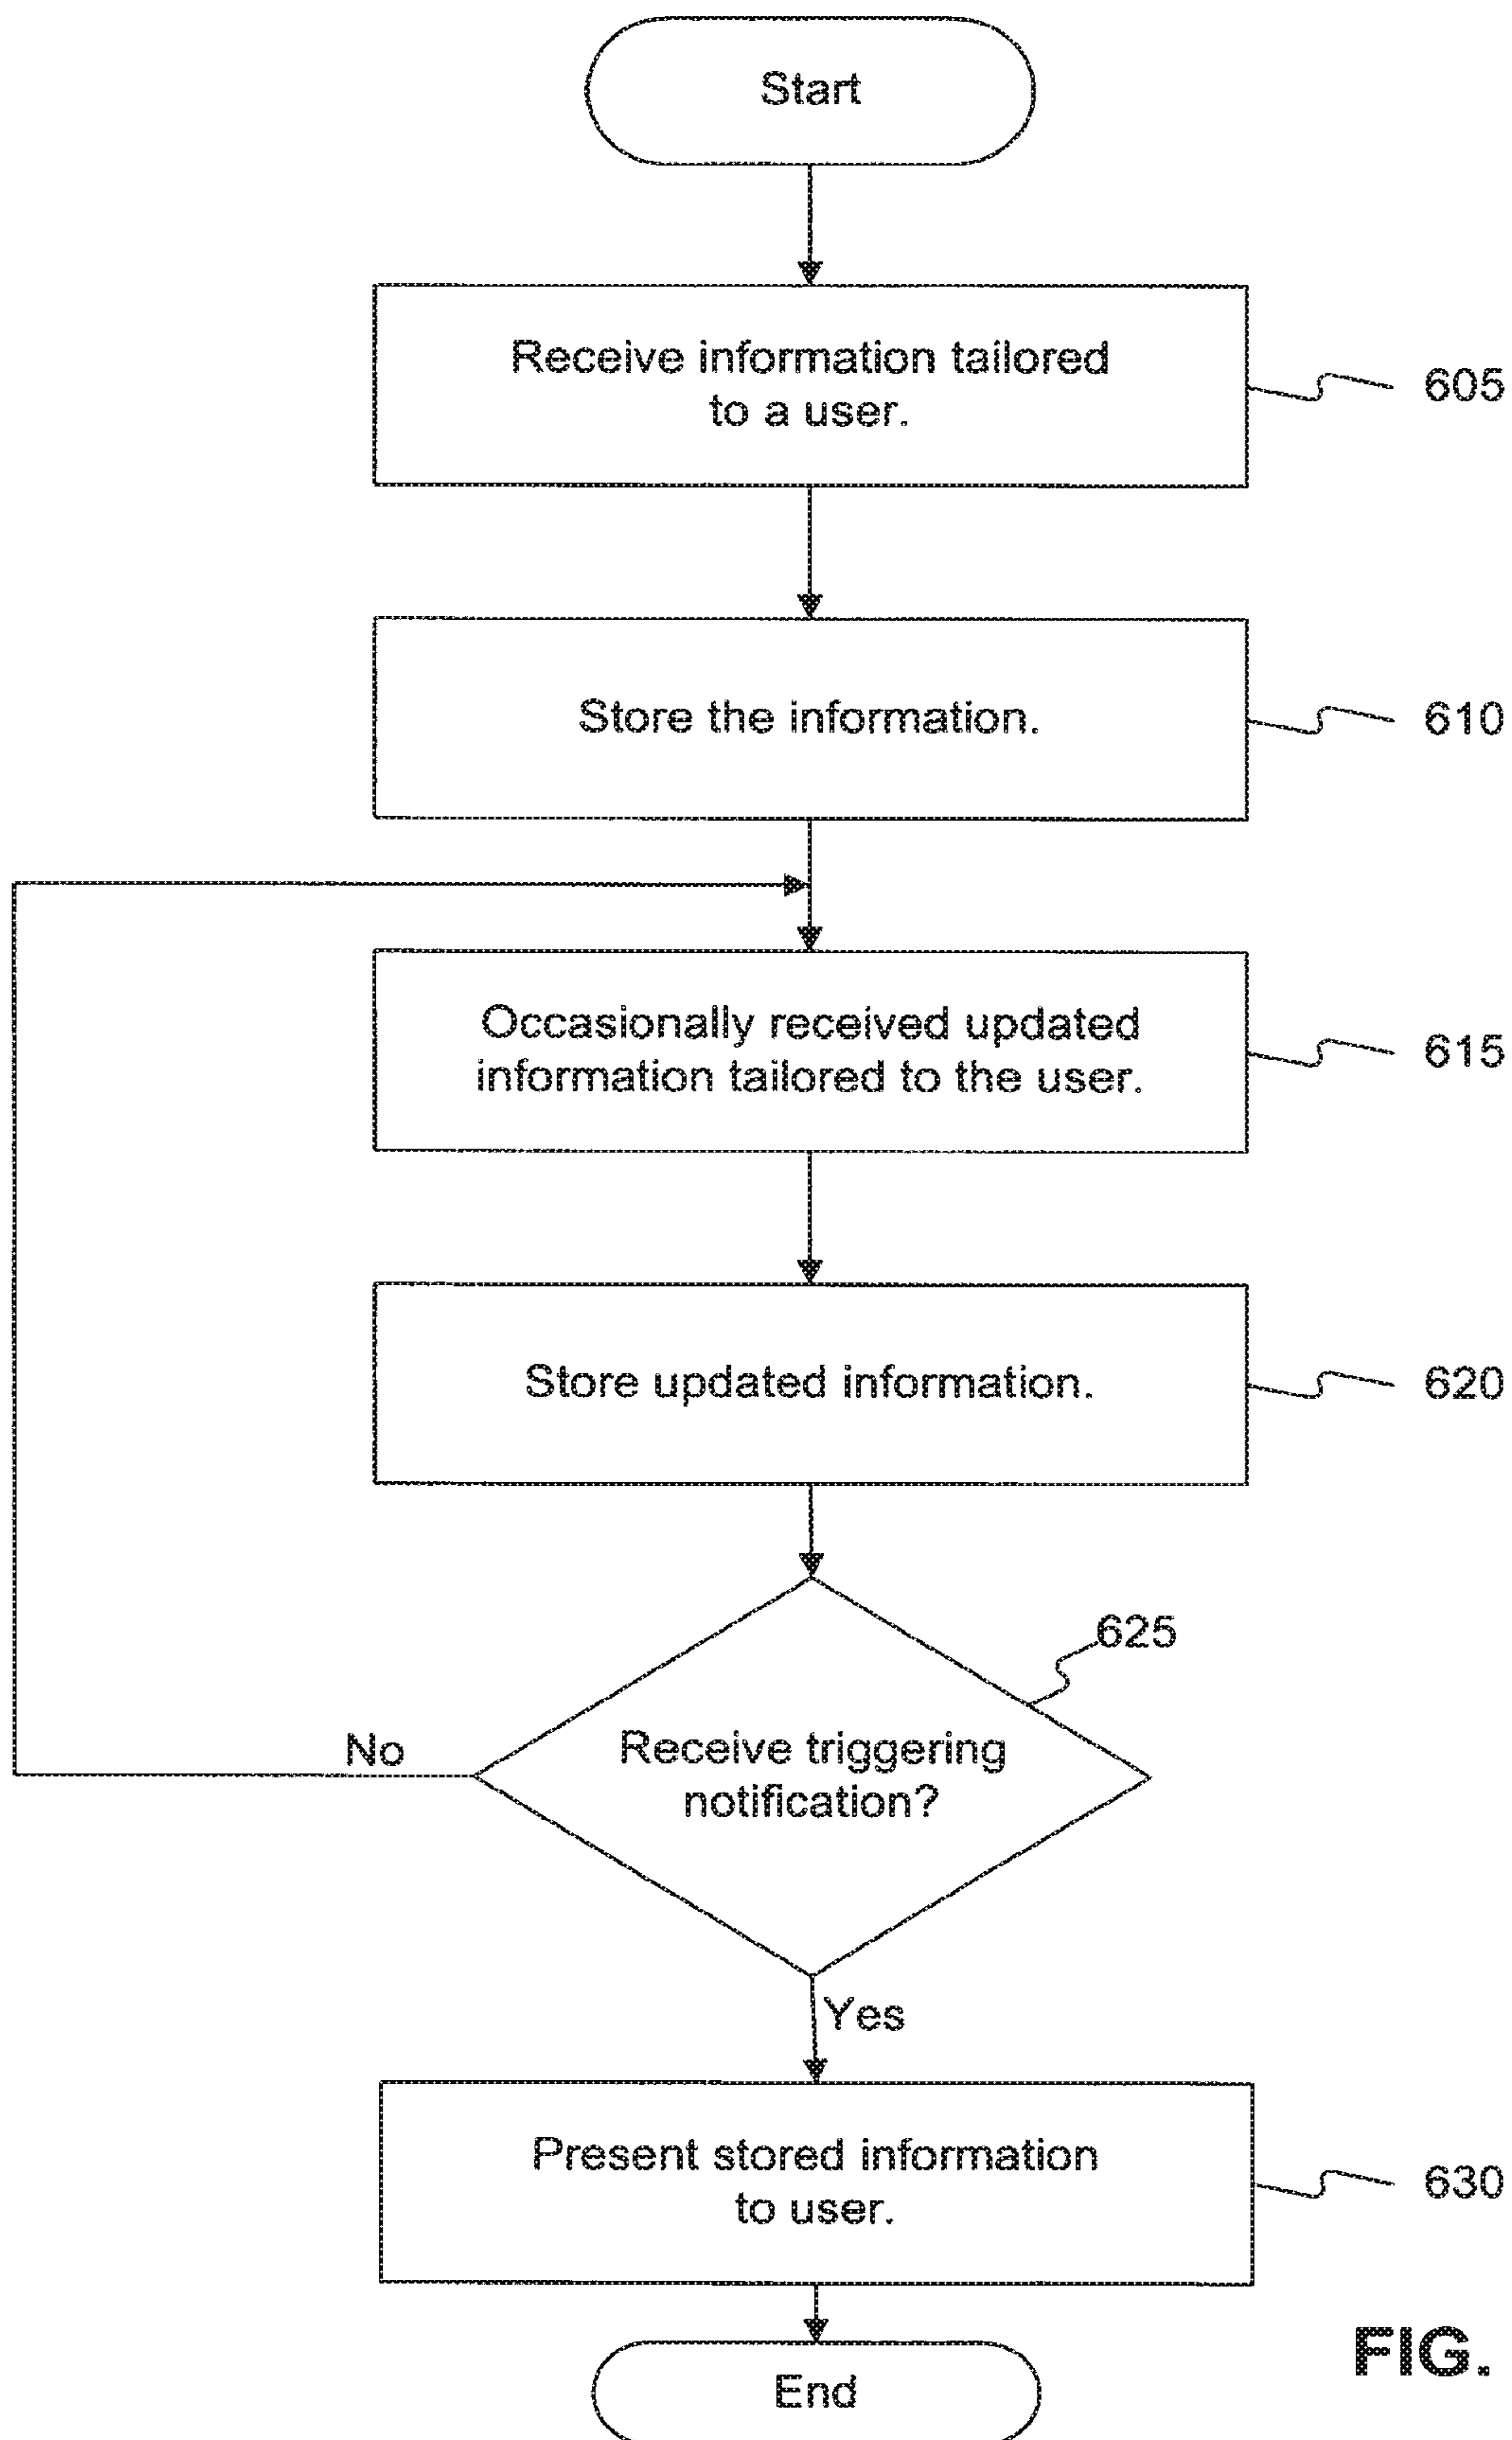 Start
Receive information tailored
to a user.
605
Store the information.
610
Occasionally received updated
information tailored to the user.
615
Store updated information.
620
625
Receive triggering
notification?
No
Yes
Present stored information
to user.
630
End
FIG.